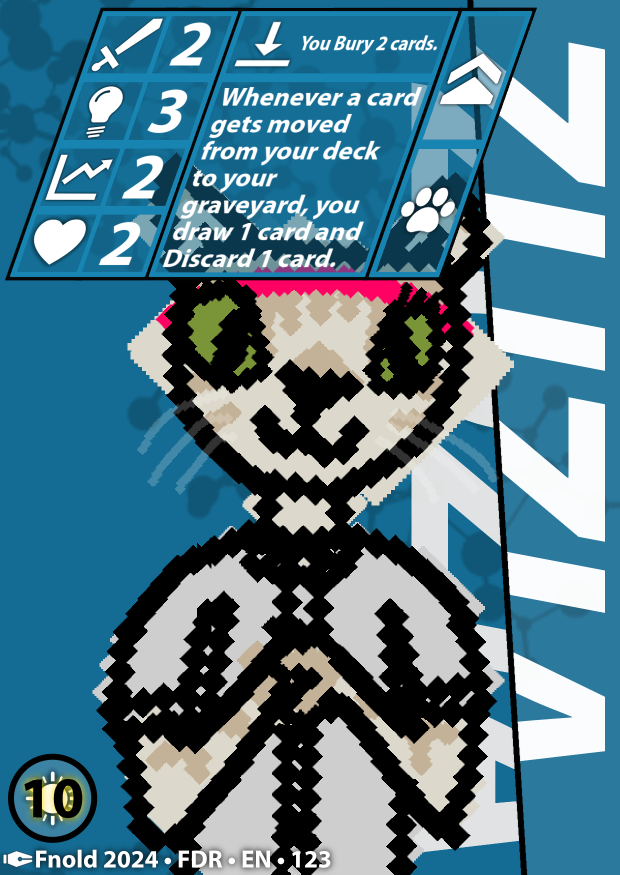 2
You Bury 2 cards.
3
2
2
Whenever a card
gets moved
from your deck
to your
graveyard, you
draw 1 card and
Discard 1 card.
10
Fnold 2024 • FDR • EN • 123